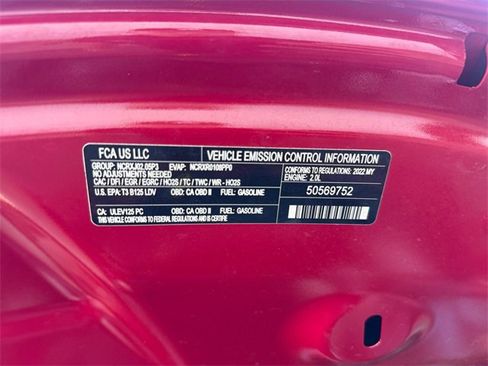 FCA US LLC
VEHICLE EMISSION CONTROL INFORMATION
GROUP: NCRXJ02.05P3 EVAP: NCRXR0108PP0
NO ADJUSTMENTS NEEDED
CAC / DFI / EGR / EGRC / HO2S / TC / TWC / WR - HO2S
CONFORMS TO REGULATIONS: 2022 MY
ENGINE: 2.0L
U.S. EPA: T3 B125 LDV OBD: CA OBD II FUEL: GASOLINE
50569752
CA: ULEV125 PC OBD: CA OBD II FUEL: GASOLINE
THIS VEHICLE CONFORMS TO FEDERAL REGULATIONS AND IS CERTIFIABLE